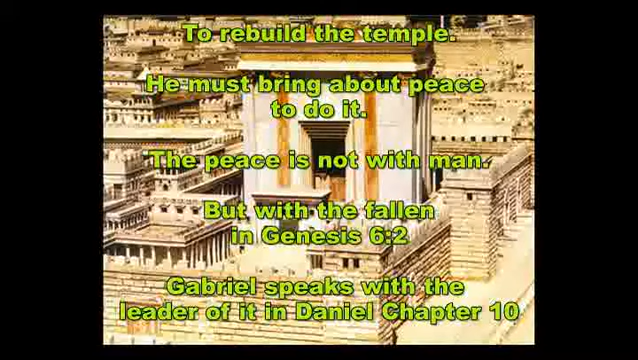 To rebuild the temple.
He must bring about peace
to do it.
The peace is not with man.
But with the fallen
in Genesis 6:2
Gabriel speaks with the
leader of it in Daniel Chapter 10